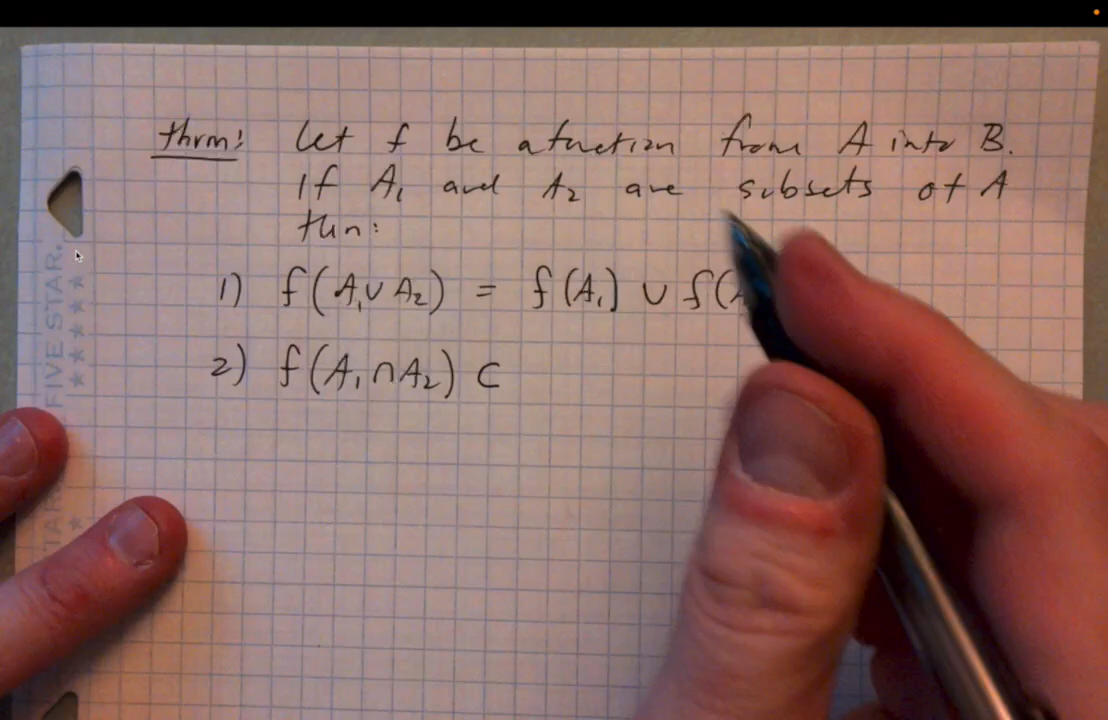 thrm: Let f be a function from A into B.
If A₁ and A₂ are subsets of A
then:
1) f(A₁∪A₂) = f(A₁) ∪ f(A
2) f(A₁∩A₂) ⊂
FIVE STAR.
STAR